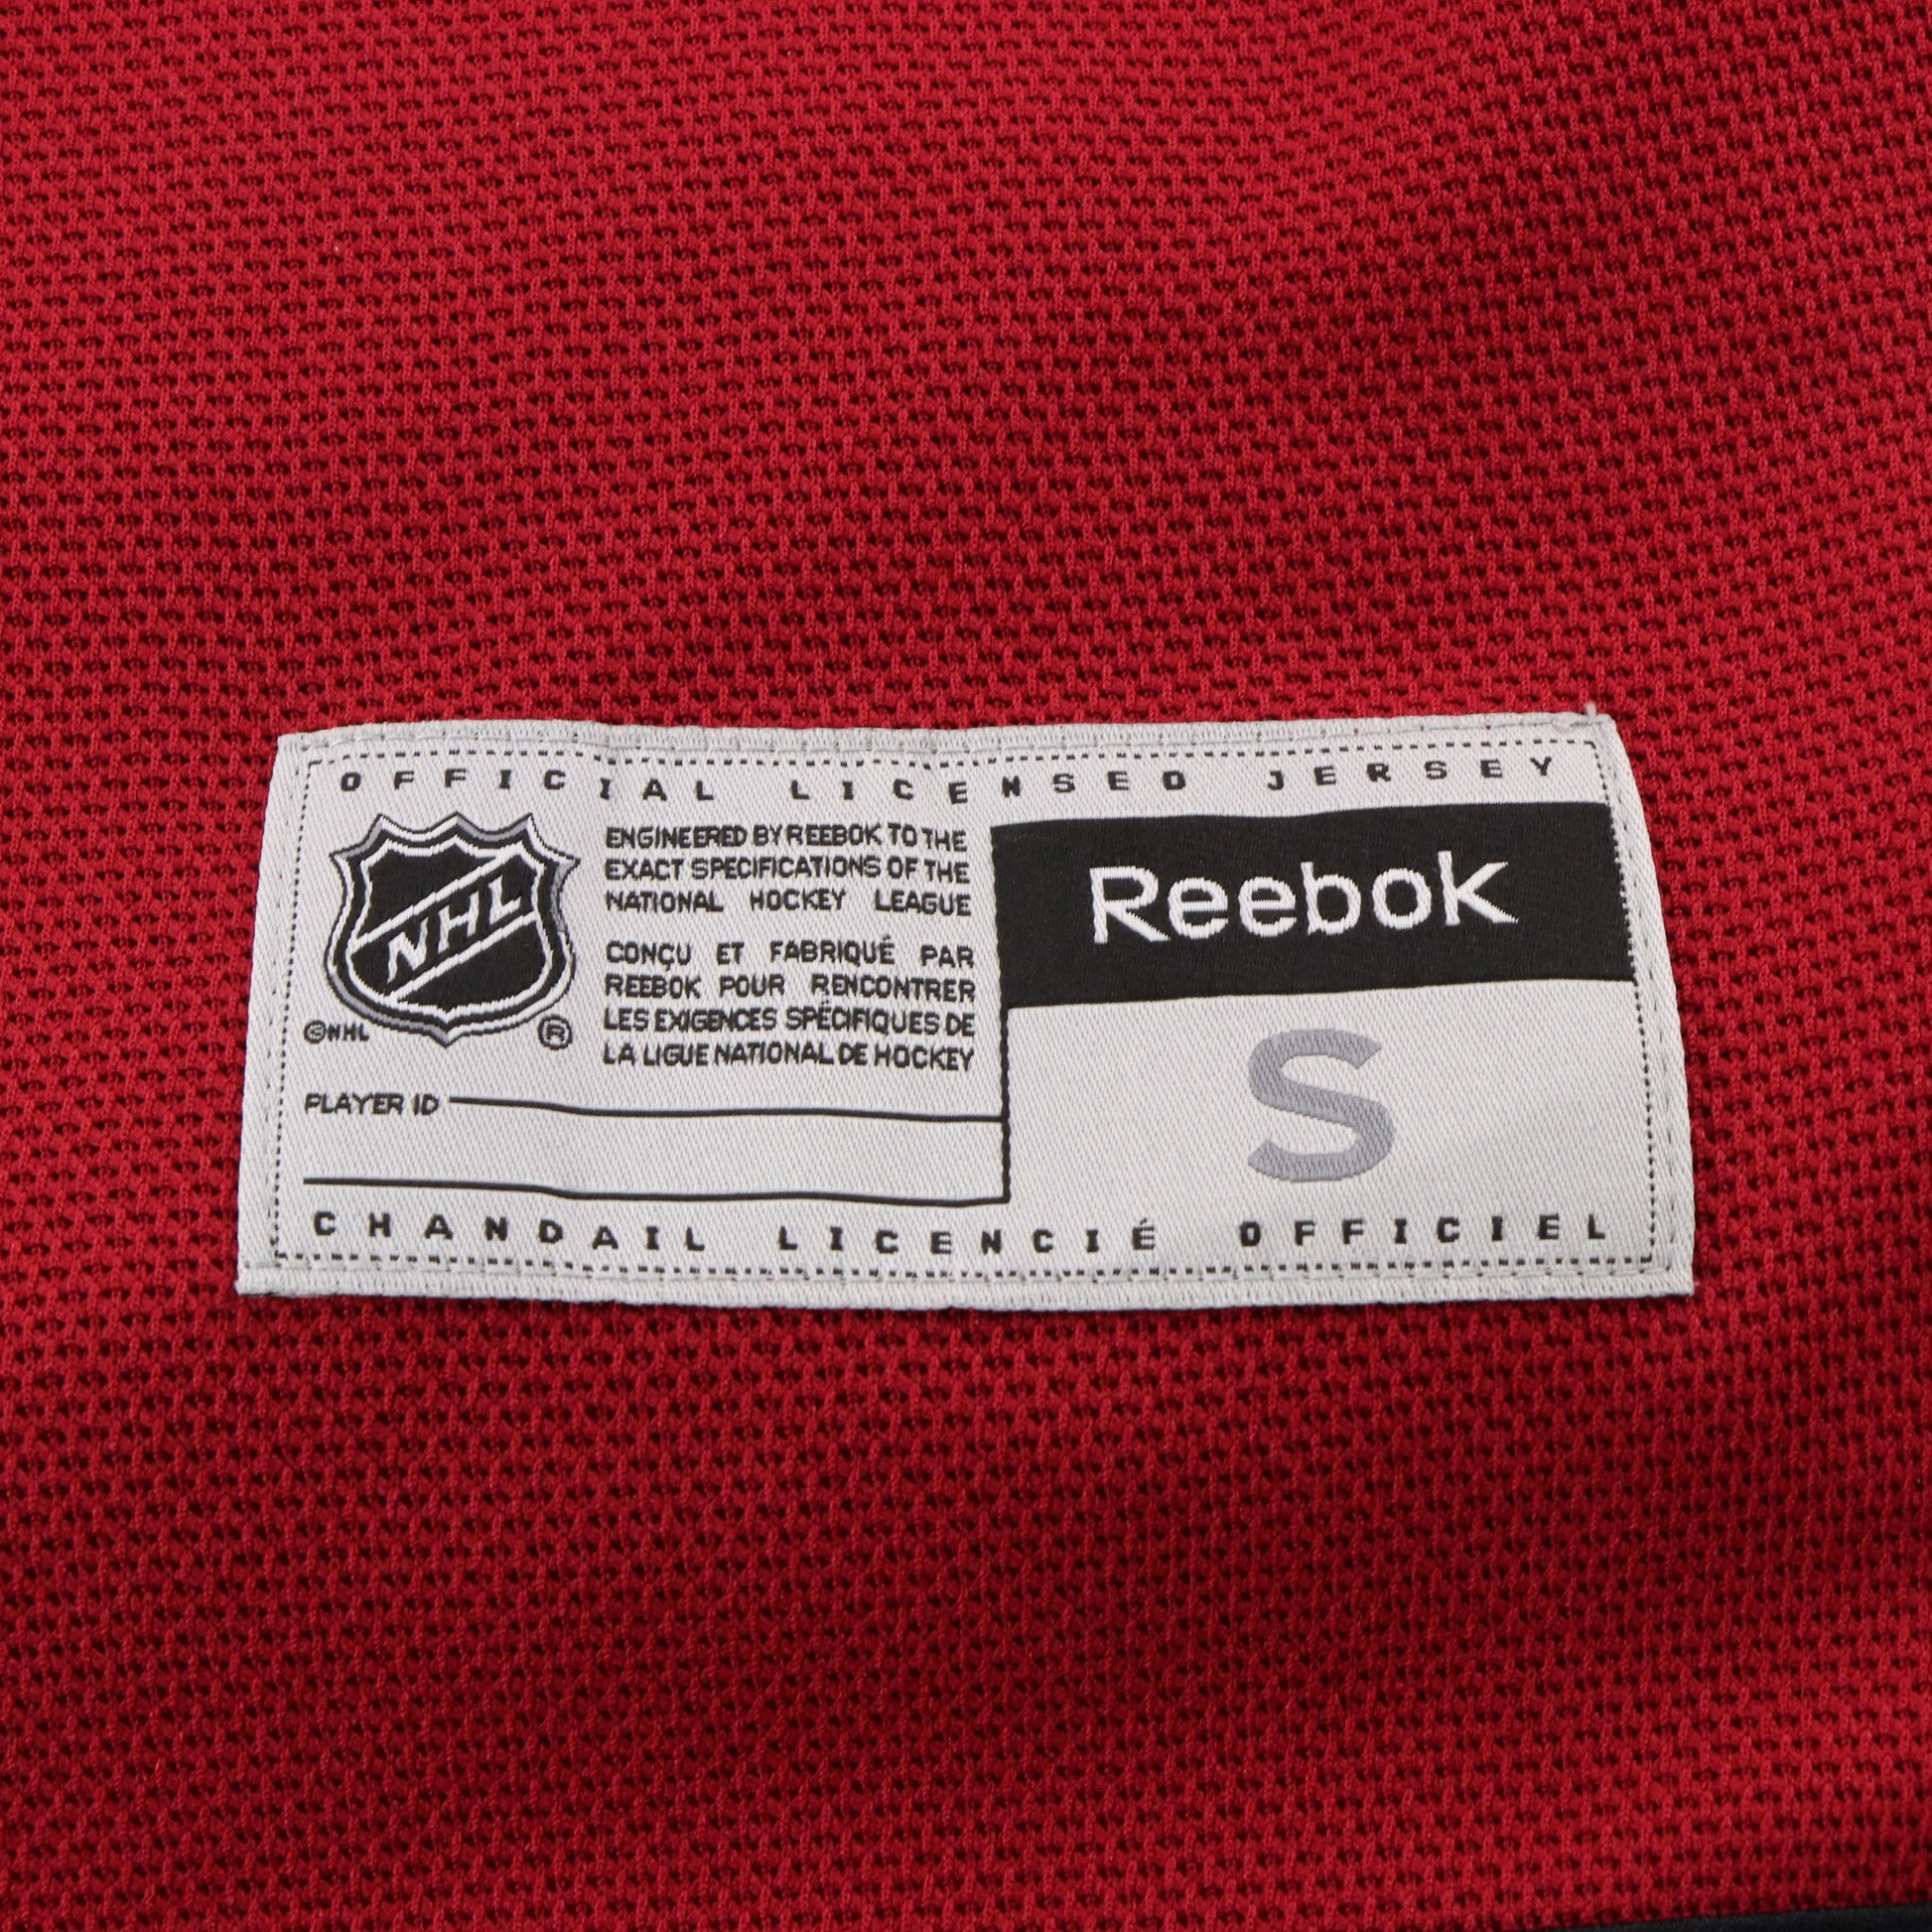 OFFICIAL LICENSED JERSEY
NHL
©NHL
®
ENGINEERED BY REEBOK TO THE
EXACT SPECIFICATIONS OF THE
NATIONAL HOCKEY LEAGUE
CONÇU ET FABRIQUÉ PAR
REEBOK POUR RENCONTRER
LES EXIGENCES SPÉCIFIQUES DE
LA LIGUE NATIONAL DE HOCKEY
PLAYER ID
Reebok
S
CHANDAIL LICENCIÉ OFFICIEL